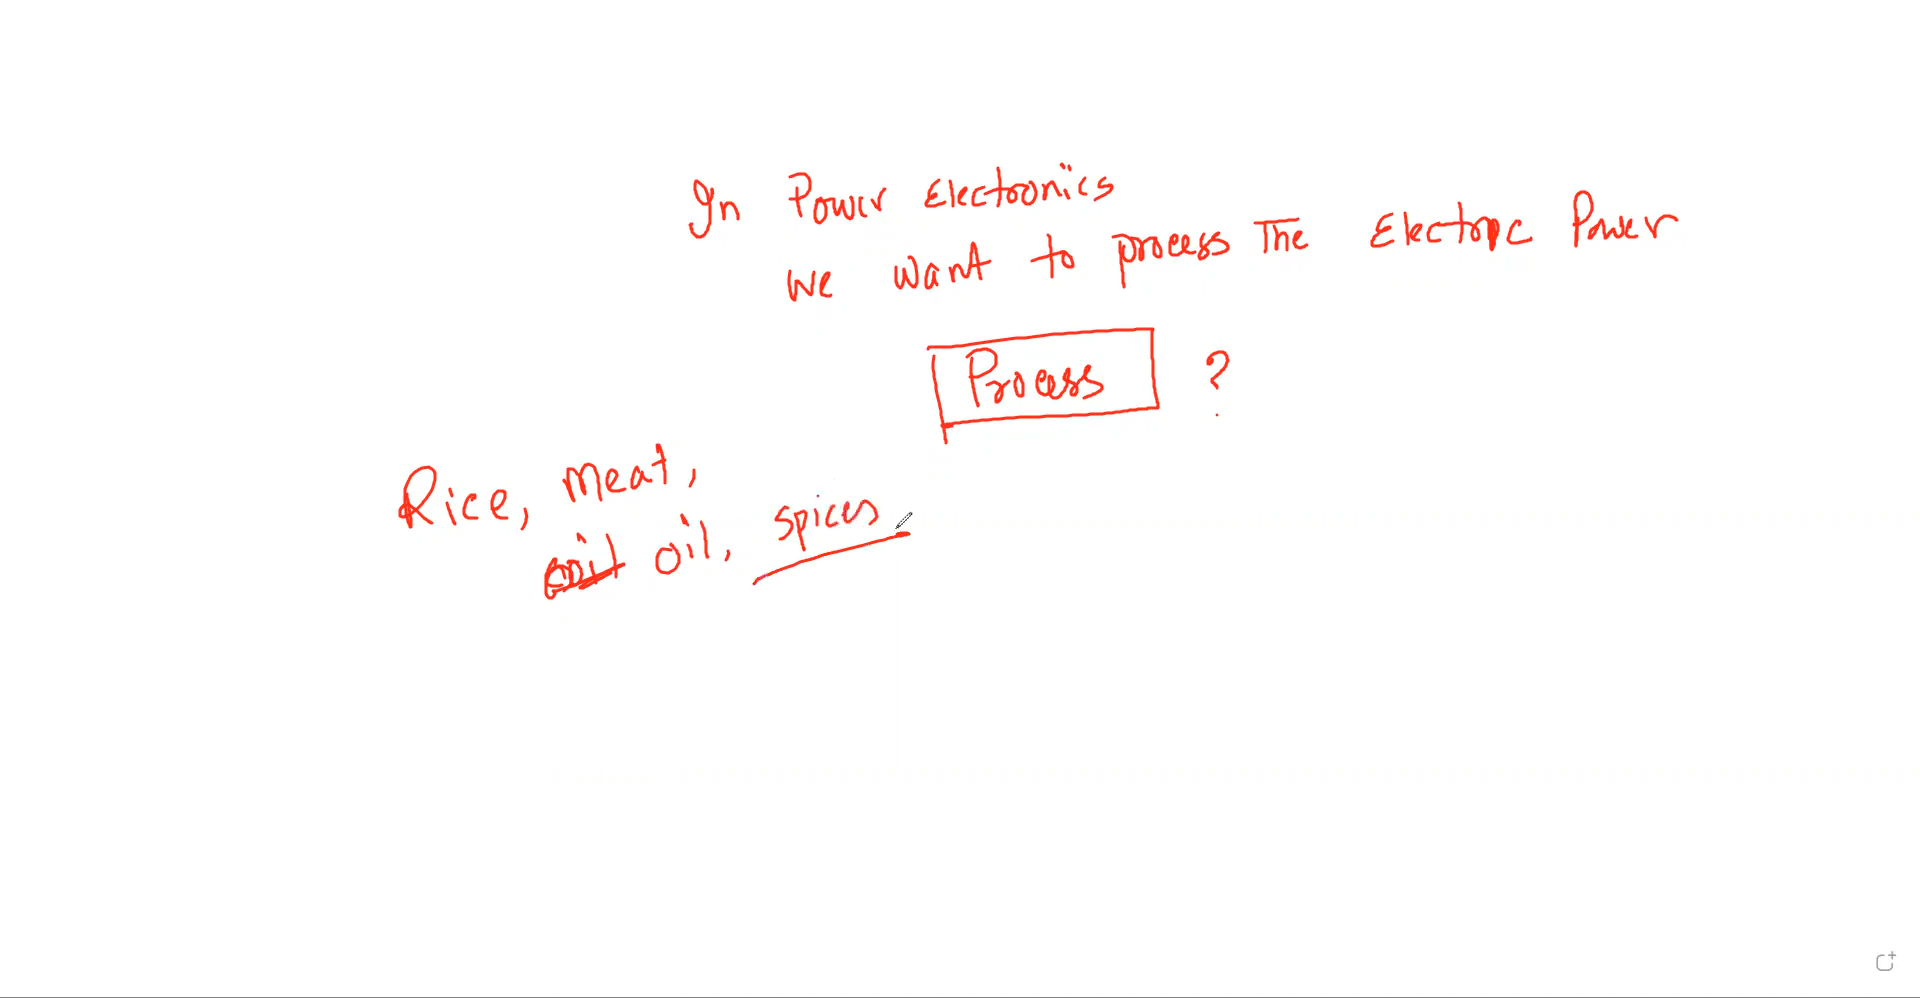 In Power Electronics
we want to process The Electric Power
Process ?
Rice, meat,
oil, spices